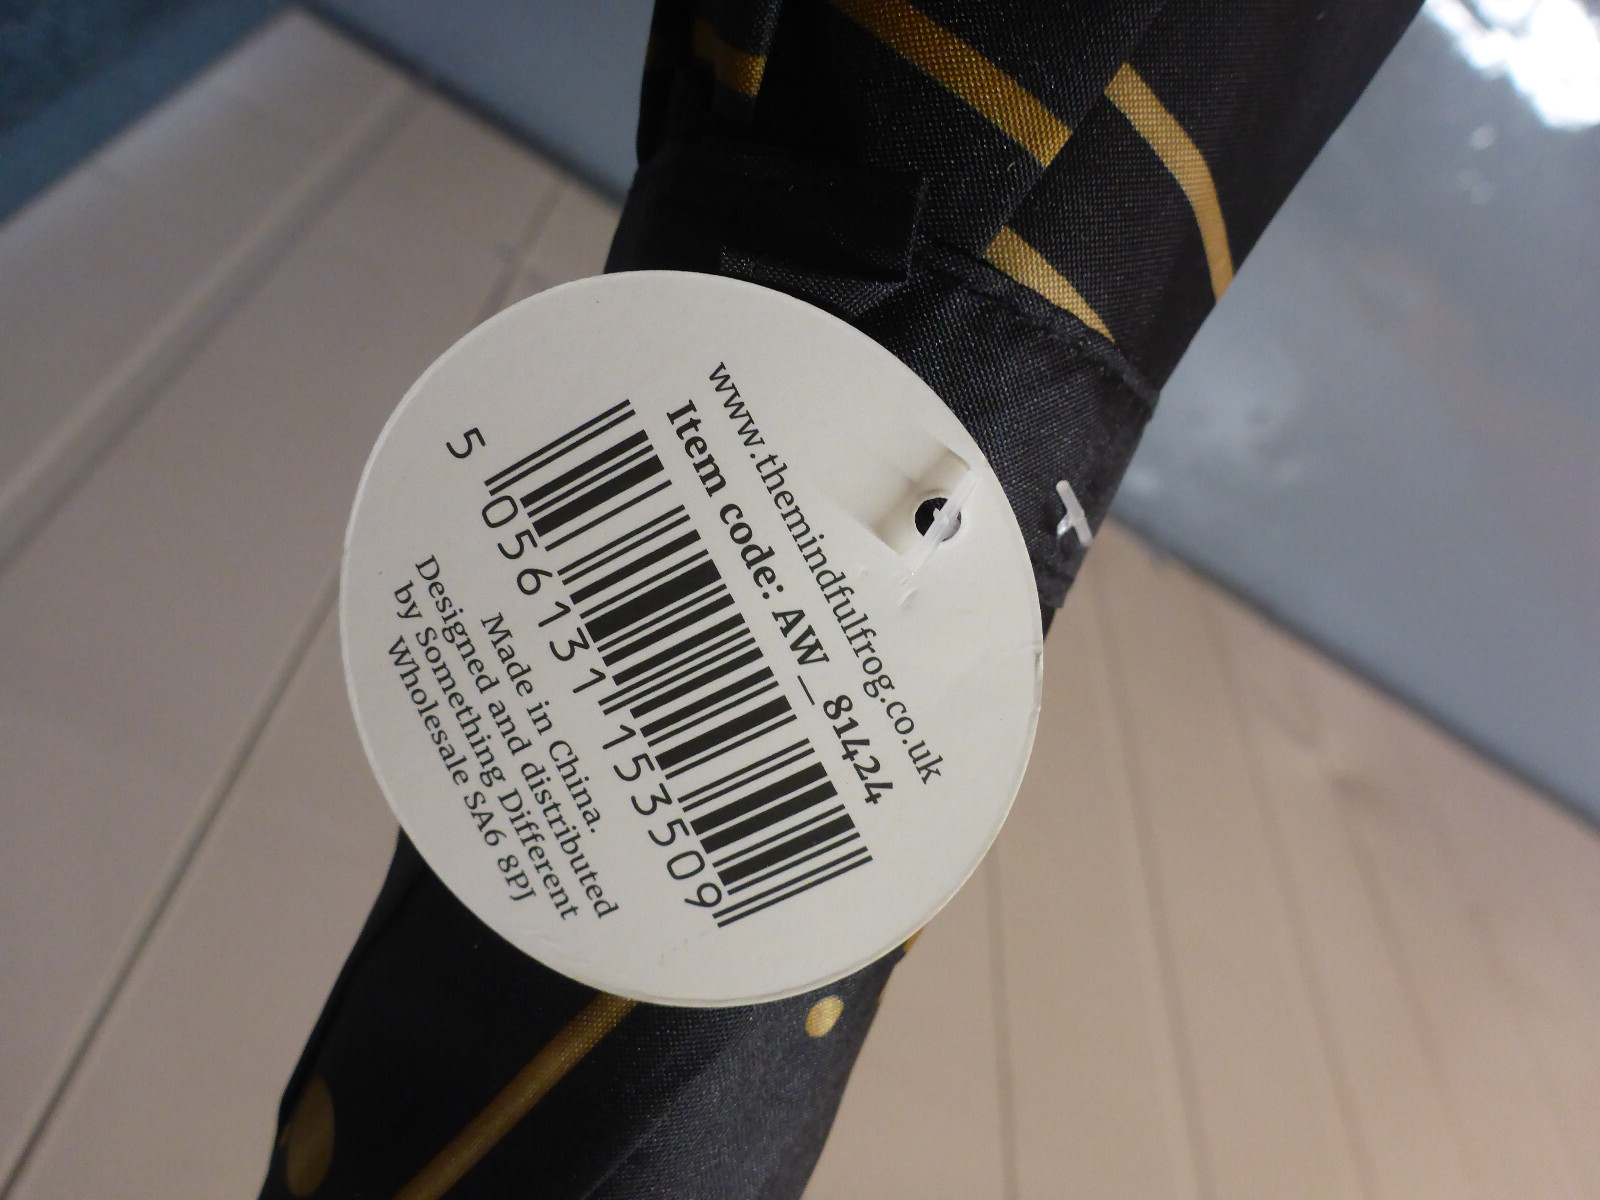 www.themindfulfrog.co.uk
Item code: AW_81424
5 056131 153509
Made in China.
Designed and distributed
by Something Different
Wholesale SA6 8PJ